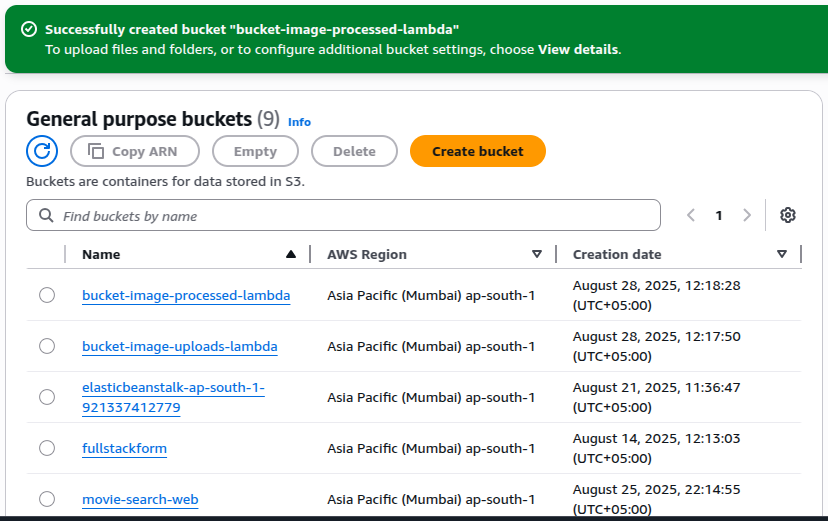 Successfully created bucket "bucket-image-processed-lambda"
To upload files and folders, or to configure additional bucket settings, choose View details.
General purpose buckets (9) Info
Copy ARN Empty Delete Create bucket
Buckets are containers for data stored in S3.
Find buckets by name 1
Name AWS Region Creation date
bucket-image-processed-lambda Asia Pacific (Mumbai) ap-south-1 August 28, 2025, 12:18:28
(UTC+05:00)
bucket-image-uploads-lambda Asia Pacific (Mumbai) ap-south-1 August 28, 2025, 12:17:50
(UTC+05:00)
elasticbeanstalk-ap-south-1-
921337412779 Asia Pacific (Mumbai) ap-south-1 August 21, 2025, 11:36:47
(UTC+05:00)
fullstackform Asia Pacific (Mumbai) ap-south-1 August 14, 2025, 12:13:03
(UTC+05:00)
movie-search-web Asia Pacific (Mumbai) ap-south-1 August 25, 2025, 22:14:55
(UTC+05:00)